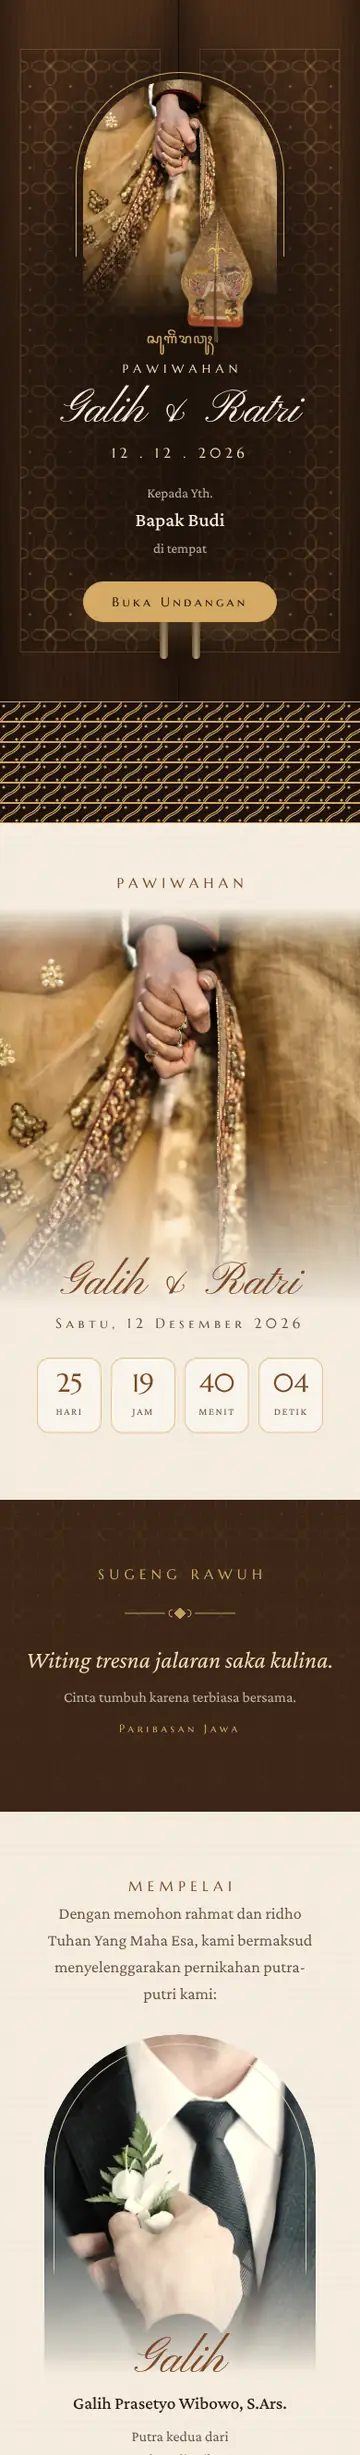 PAWIWAHAN
Galih & Ratri
12 . 12 . 2026
Kepada Yth.
Bapak Budi
di tempat
Buka Undangan
PAWIWAHAN
Galih & Ratri
Sabtu, 12 Desember 2026
25 19 40 04
HARI JAM MENIT DETIK
SUGENG RAWUH
Witing tresna jalaran saka kulina.
Cinta tumbuh karena terbiasa bersama.
Paribasan Jawa
MEMPELAI
Dengan memohon rahmat dan ridho
Tuhan Yang Maha Esa, kami bermaksud
menyelenggarakan pernikahan putra-
putri kami:
Galih
Galih Prasetyo Wibowo, S.Ars.
Putra kedua dari